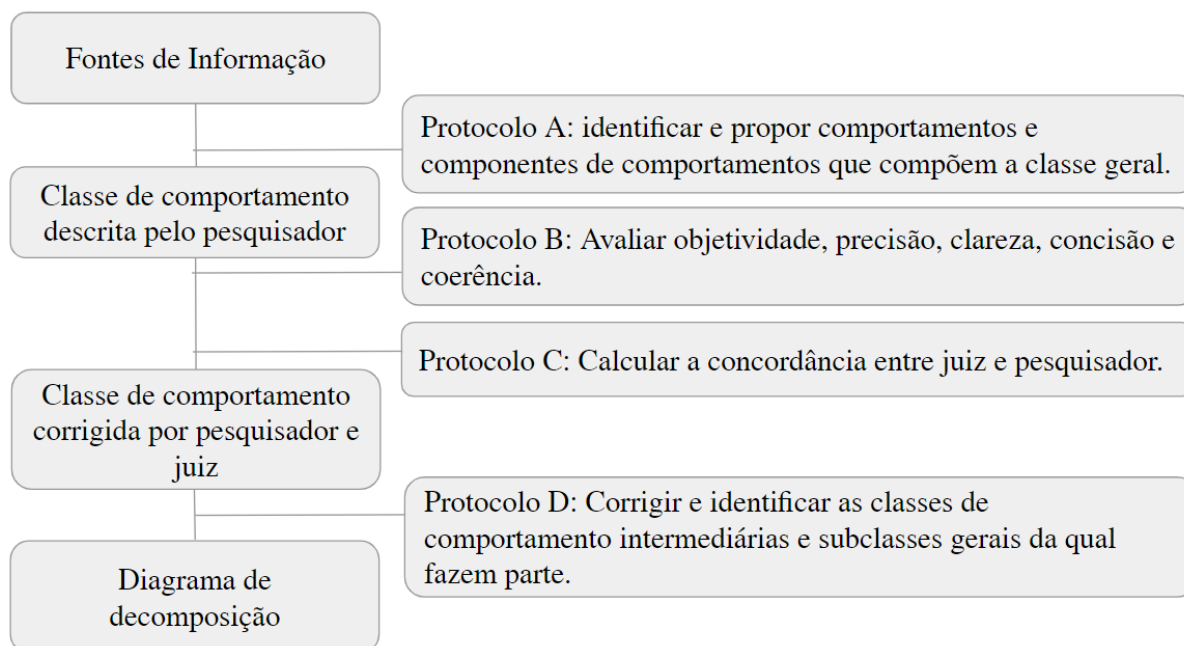 Fontes de Informação
Protocolo A: identificar e propor comportamentos e
componentes de comportamentos que compõem a classe geral.
Classe de comportamento
descrita pelo pesquisador
Protocolo B: Avaliar objetividade, precisão, clareza, concisão e
coerência.
Protocolo C: Calcular a concordância entre juiz e pesquisador.
Classe de comportamento
corrigida por pesquisador e
juiz
Protocolo D: Corrigir e identificar as classes de
comportamento intermediárias e subclasses gerais da qual
fazem parte.
Diagrama de
decomposição